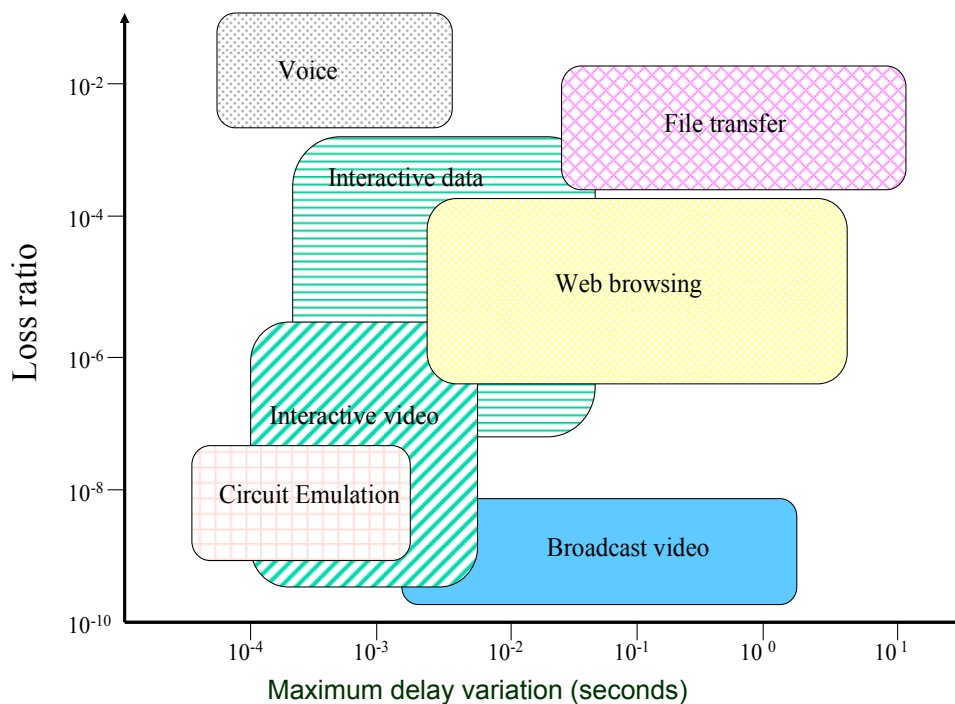 Voice
10-2
File transfer
Interactive data
10-4
Web browsing
Loss ratio
10-6
Interactive video
10-8
Circuit Emulation
Broadcast video
10-10
10-4 10-3 10-2 10-1 10 0 10 1
Maximum delay variation (seconds)